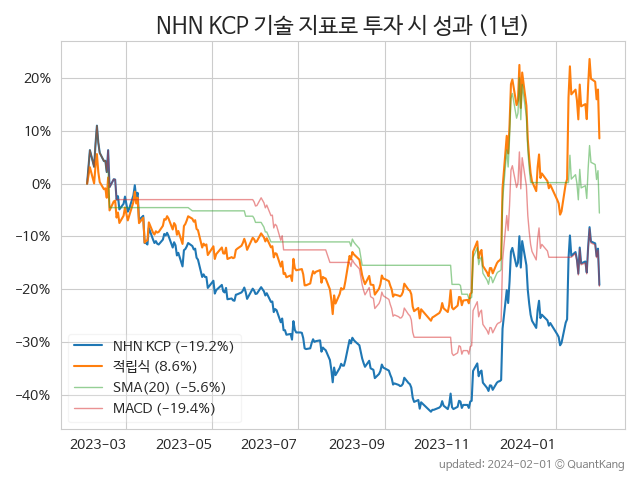 NHN KCP 기술 지표로 투자 시 성과 (1년)
20%
10%
0%
−10%
−20%
−30%
−40%
NHN KCP (−19.2%)
적립식 (8.6%)
SMA(20) (−5.6%)
MACD (−19.4%)
2023−03 2023−05 2023−07 2023−09 2023−11 2024−01
updated: 2024−02−01 © QuantKang